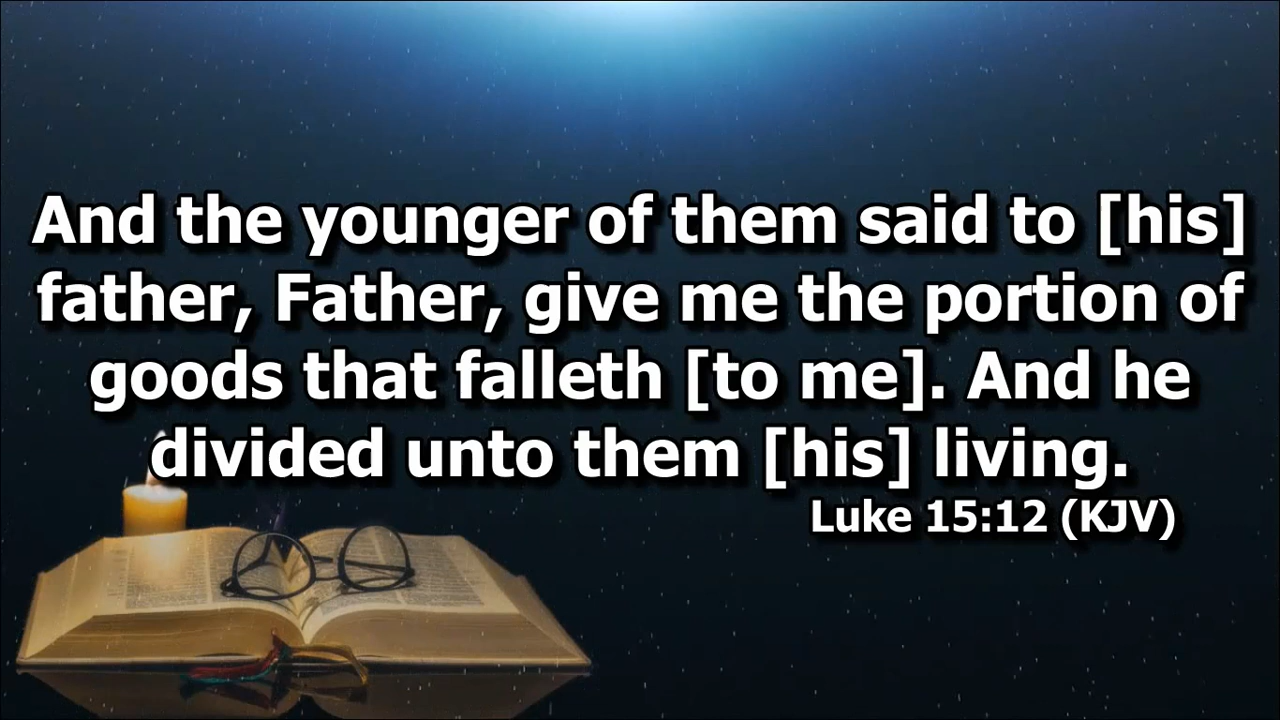 And the younger of them said to [his]
father, Father, give me the portion of
goods that falleth [to me]. And he
divided unto them [his] living.
Luke 15:12 (KJV)